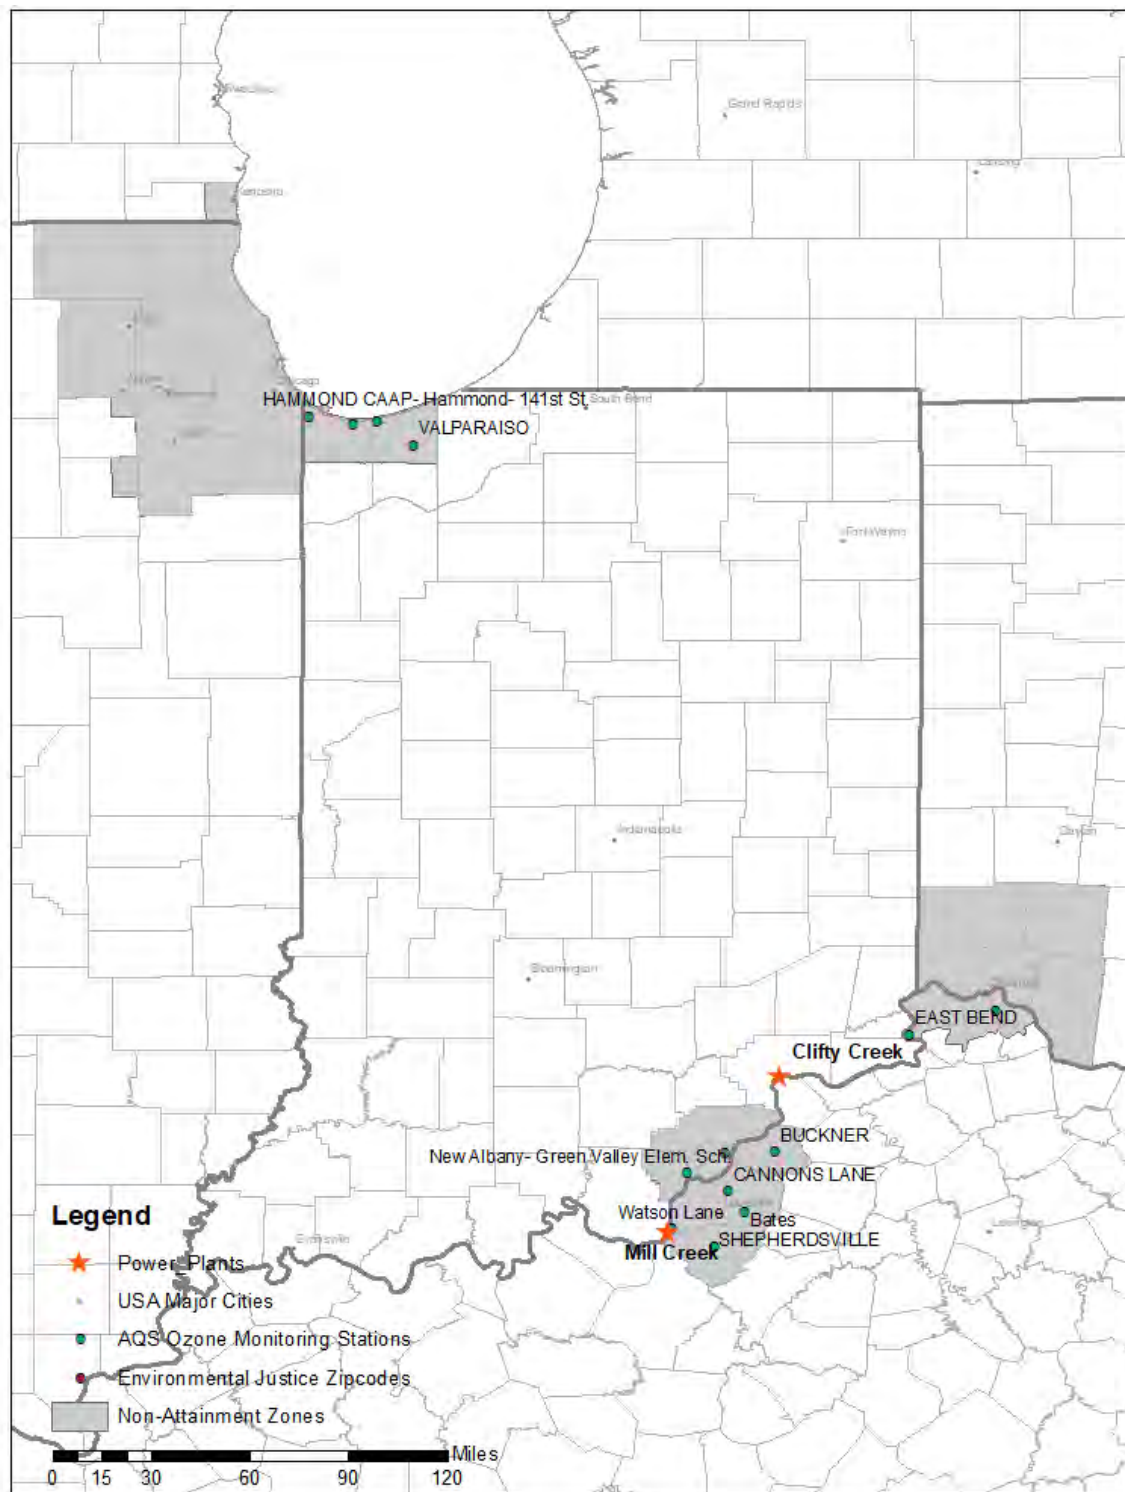 Grand Rapids
Lansing
Kenosha
Chicago
HAMMOND CAAP- Hammond- 141st St.
South Bend
VALPARAISO
Fort Wayne
Indianapolis
Dayton
Bloomington
EAST BEND
Clifty Creek
BUCKNER
New Albany- Green Valley Elem. Sch.
CANNONS LANE
Watson Lane
Bates
SHEPHERDSVILLE
Mill Creek
Evansville
Lexington
Legend
Power_Plants
USA Major Cities
AQS Ozone Monitoring Stations
Environmental Justice Zipcodes
Non-Attainment Zones
Miles
0 15 30 60 90 120